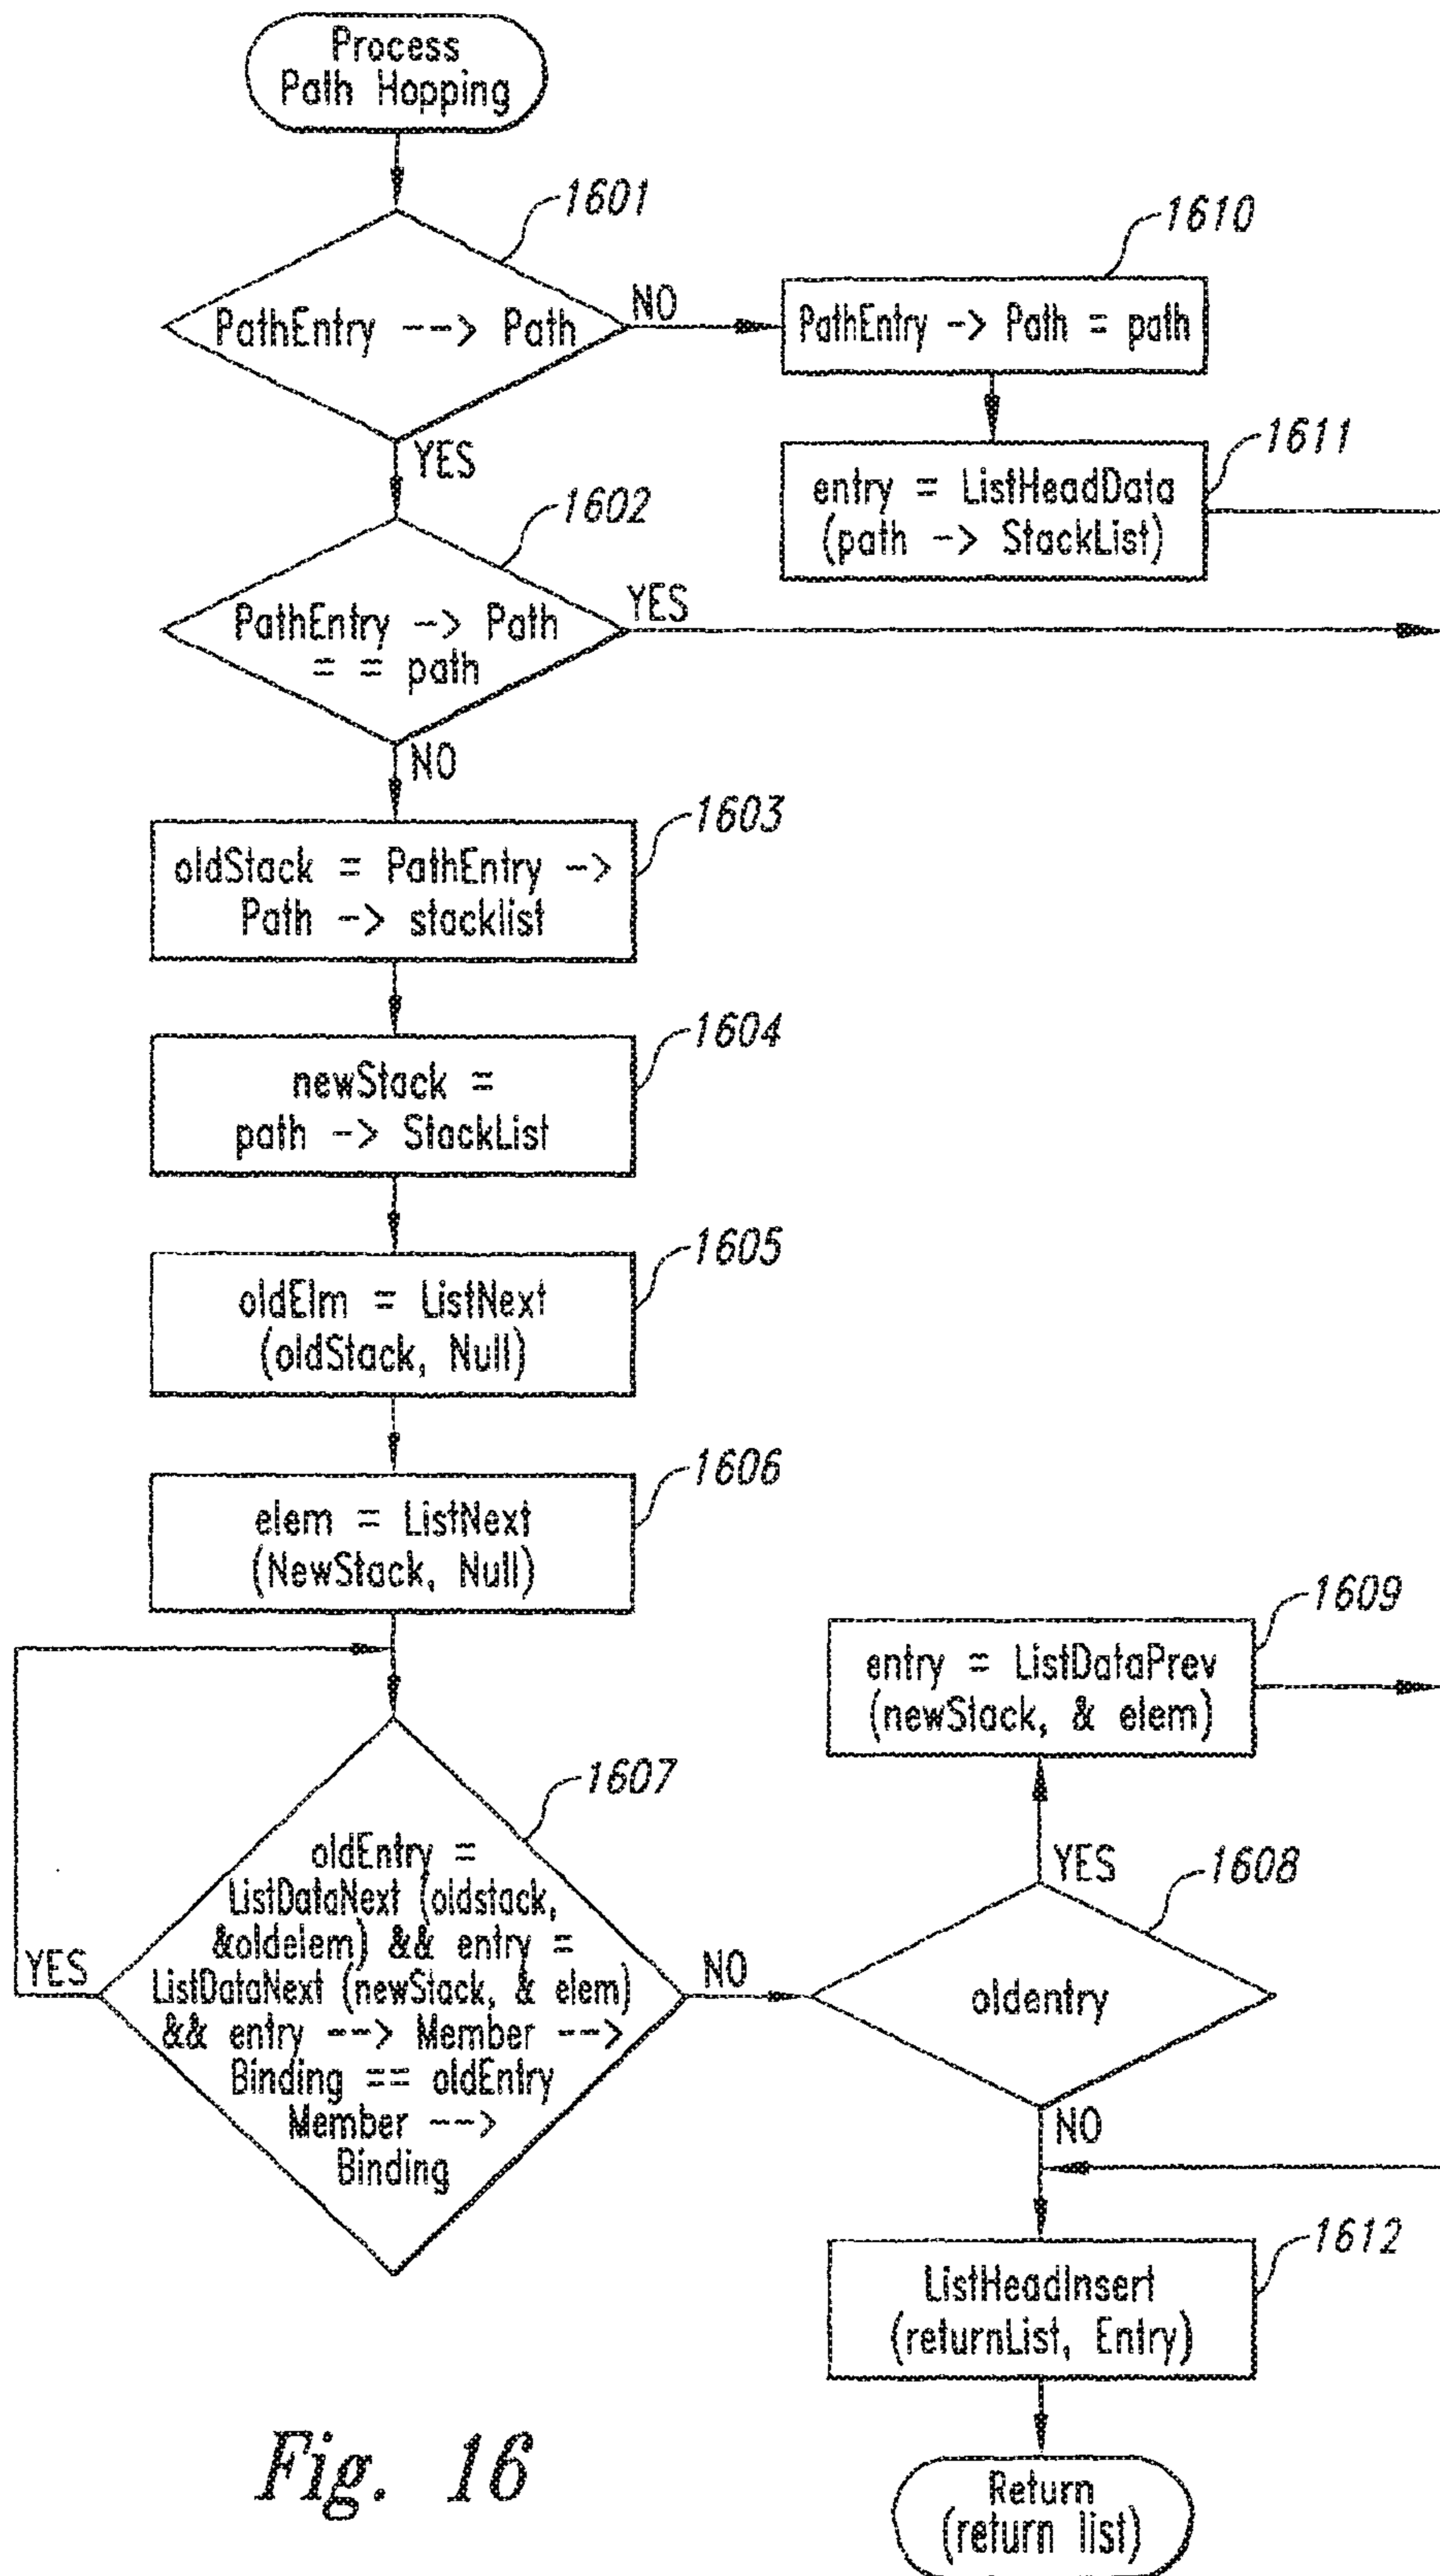 Process
Path Hopping
1601
PathEntry --> Path
NO
YES
1610
PathEntry -> Path = path
1611
entry = ListHeadData
(path -> StackList)
1602
PathEntry -> Path
= = path
YES
NO
1603
oldStack = PathEntry ->
Path -> stacklist
1604
newStack =
path -> StackList
1605
oldElm = ListNext
(oldStack, Null)
1606
elem = ListNext
(NewStack, Null)
1607
oldEntry =
ListDataNext (oldstack,
&oldelem) && entry =
ListDataNext (newStack, & elem)
&& entry --> Member -->
Binding == oldEntry
Member -->
Binding
YES
NO
1609
entry = ListDataPrev
(newStack, & elem)
YES
1608
oldentry
NO
1612
ListHeadInsert
(returnList, Entry)
Return
(return list)
Fig. 16